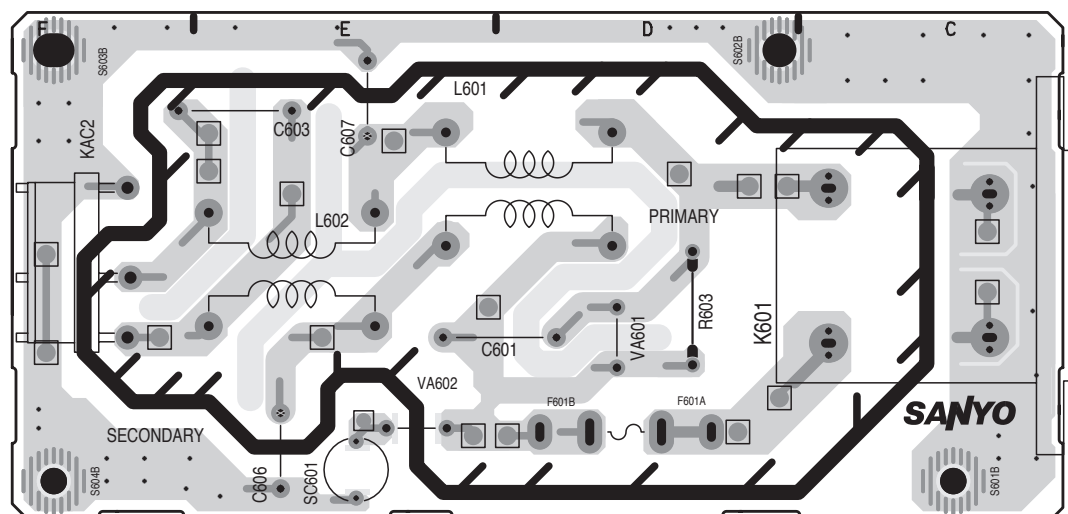 F
E
D
C
S603B
S602B
L601
KAC2
C603
C607
L602
PRIMARY
R603
K601
C601
VA601
VA602
F601B
F601A
SANYO
SECONDARY
S604B
C606
SC601
S601B